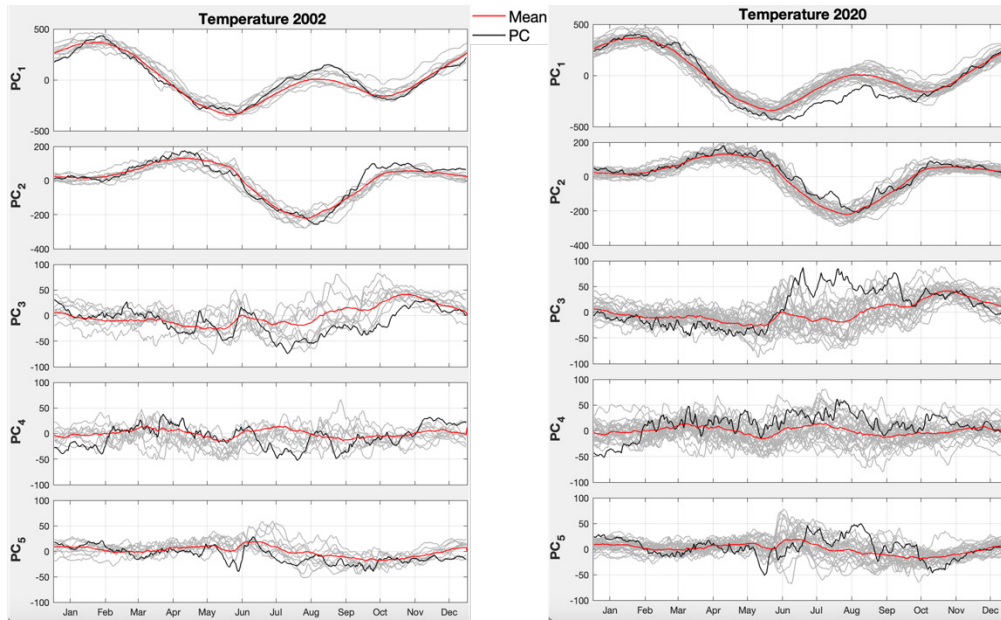 Temperature 2002
Mean
PC
Temperature 2020
PC1
500
0
-500
PC2
200
0
-200
-400
PC3
100
50
0
-50
-100
PC4
100
50
0
-50
-100
PC5
100
50
0
-50
-100
Jan Feb Mar Apr May Jun Jul Aug Sep Oct Nov Dec
PC1
500
0
-500
PC2
200
0
-200
-400
PC3
100
50
0
-50
-100
PC4
100
50
0
-50
-100
PC5
100
50
0
-50
-100
Jan Feb Mar Apr May Jun Jul Aug Sep Oct Nov Dec